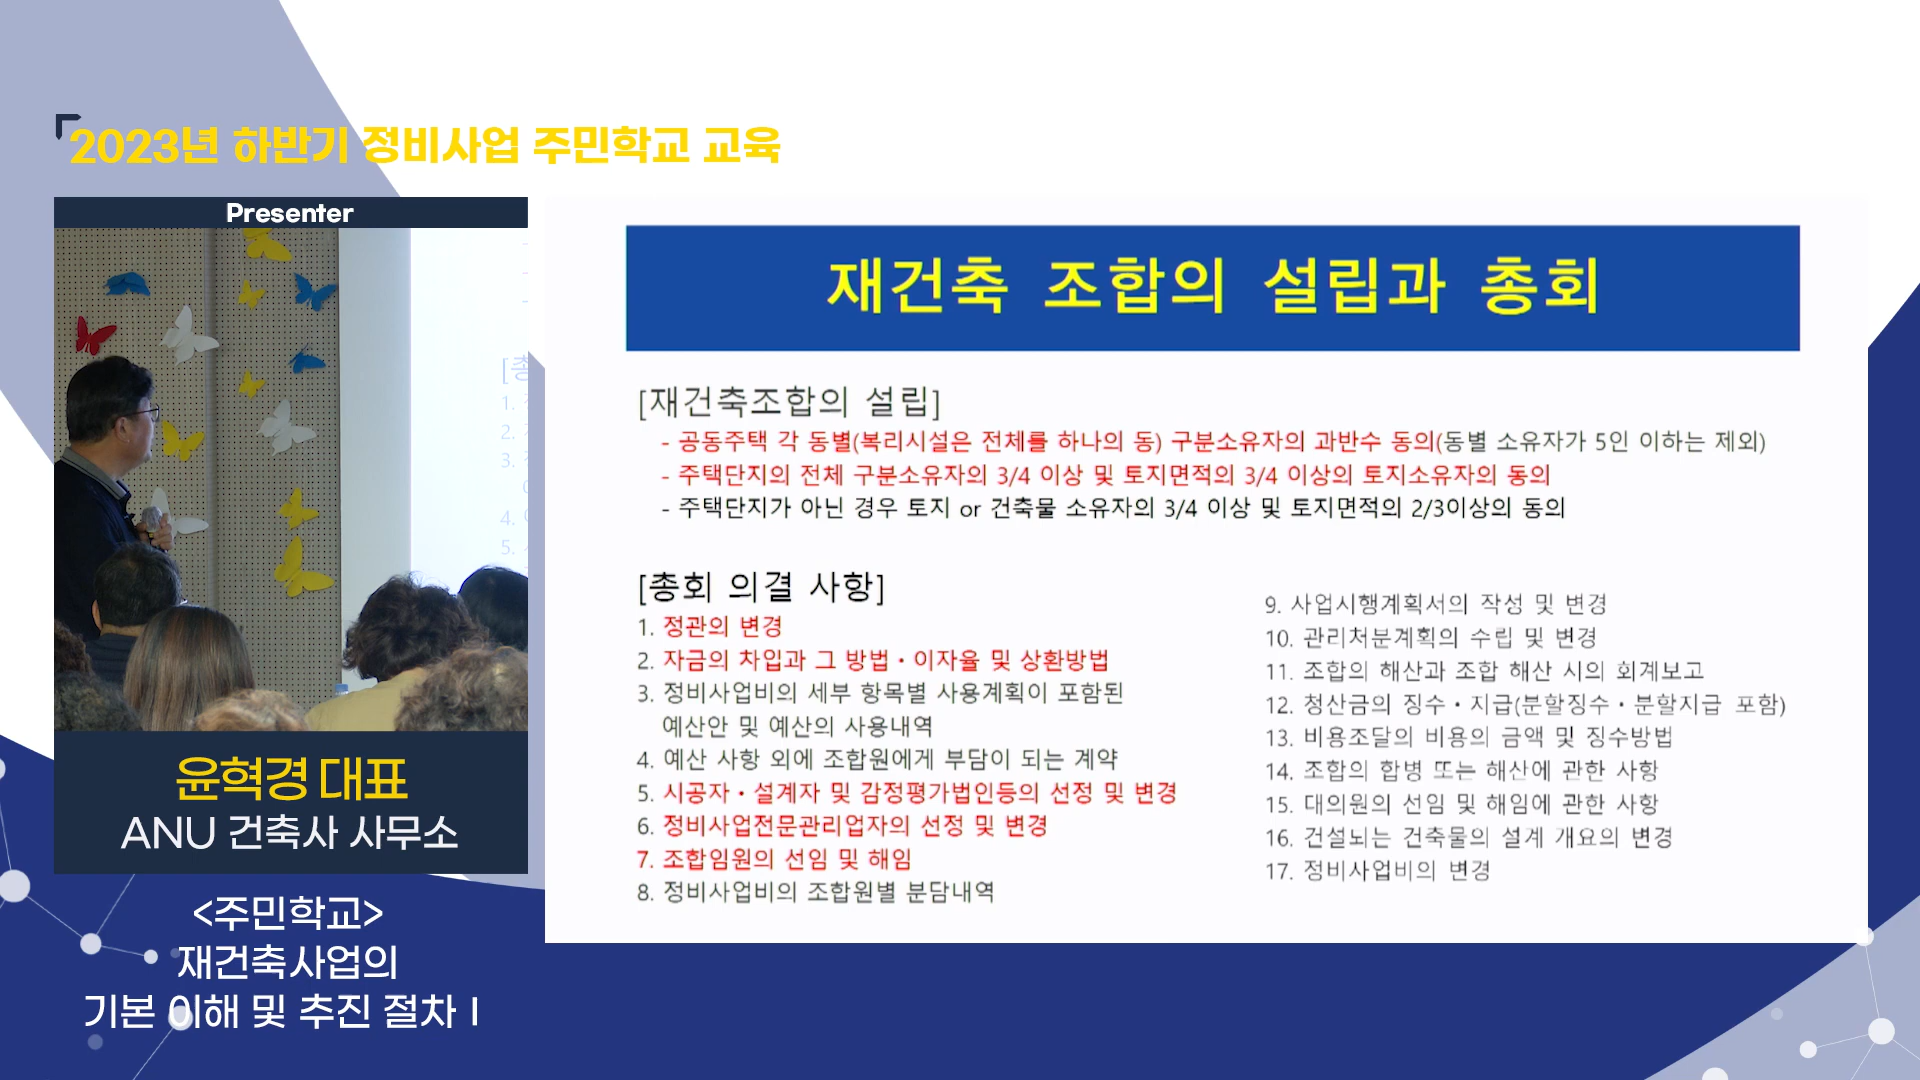 2023년 하반기 정비사업 주민학교 교육
Presenter
[총
1.
2.
3.
4.
5.
윤혁경 대표
ANU 건축사 사무소
<주민학교>
재건축사업의
기본 이해 및 추진 절차 I
재건축 조합의 설립과 총회
[재건축조합의 설립]
- 공동주택 각 동별(복리시설은 전체를 하나의 동) 구분소유자의 과반수 동의(동별 소유자가 5인 이하는 제외)
- 주택단지의 전체 구분소유자의 3/4 이상 및 토지면적의 3/4 이상의 토지소유자의 동의
- 주택단지가 아닌 경우 토지 or 건축물 소유자의 3/4 이상 및 토지면적의 2/3이상의 동의
[총회 의결 사항]
1. 정관의 변경
2. 자금의 차입과 그 방법・이자율 및 상환방법
3. 정비사업비의 세부 항목별 사용계획이 포함된
예산안 및 예산의 사용내역
4. 예산 사항 외에 조합원에게 부담이 되는 계약
5. 시공자・설계자 및 감정평가법인등의 선정 및 변경
6. 정비사업전문관리업자의 선정 및 변경
7. 조합임원의 선임 및 해임
8. 정비사업비의 조합원별 분담내역
9. 사업시행계획서의 작성 및 변경
10. 관리처분계획의 수립 및 변경
11. 조합의 해산과 조합 해산 시의 회계보고
12. 청산금의 징수・지급(분할징수・분할지급 포함)
13. 비용조달의 비용의 금액 및 징수방법
14. 조합의 합병 또는 해산에 관한 사항
15. 대의원의 선임 및 해임에 관한 사항
16. 건설뇌는 건축물의 설계 개요의 변경
17. 정비사업비의 변경